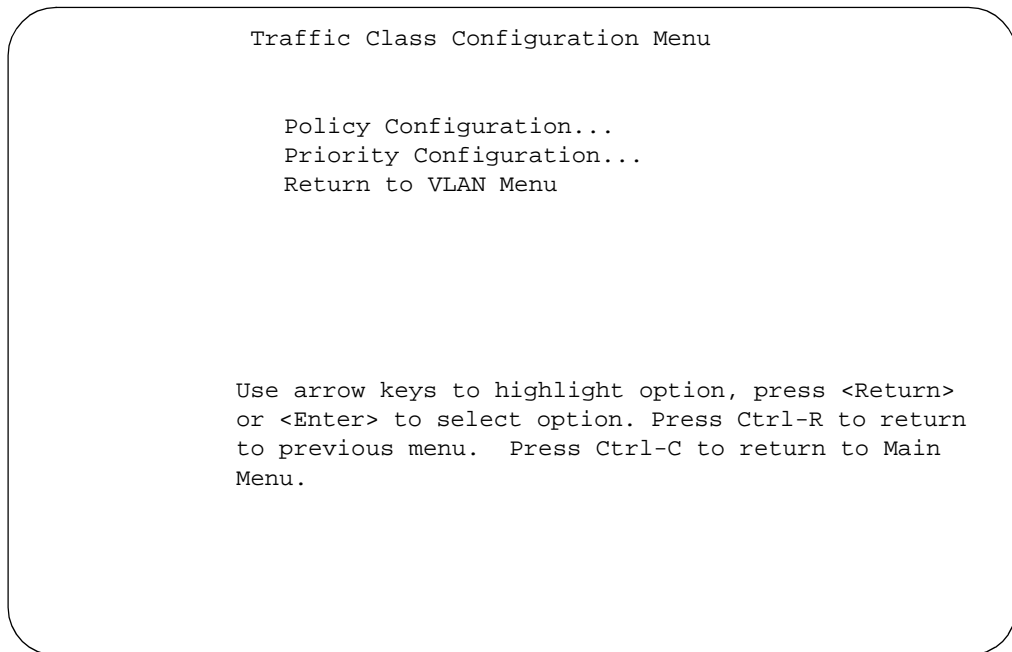 Traffic Class Configuration Menu
Policy Configuration...
Priority Configuration...
Return to VLAN Menu
Use arrow keys to highlight option, press <Return>
or <Enter> to select option. Press Ctrl-R to return
to previous menu.  Press Ctrl-C to return to Main
Menu.